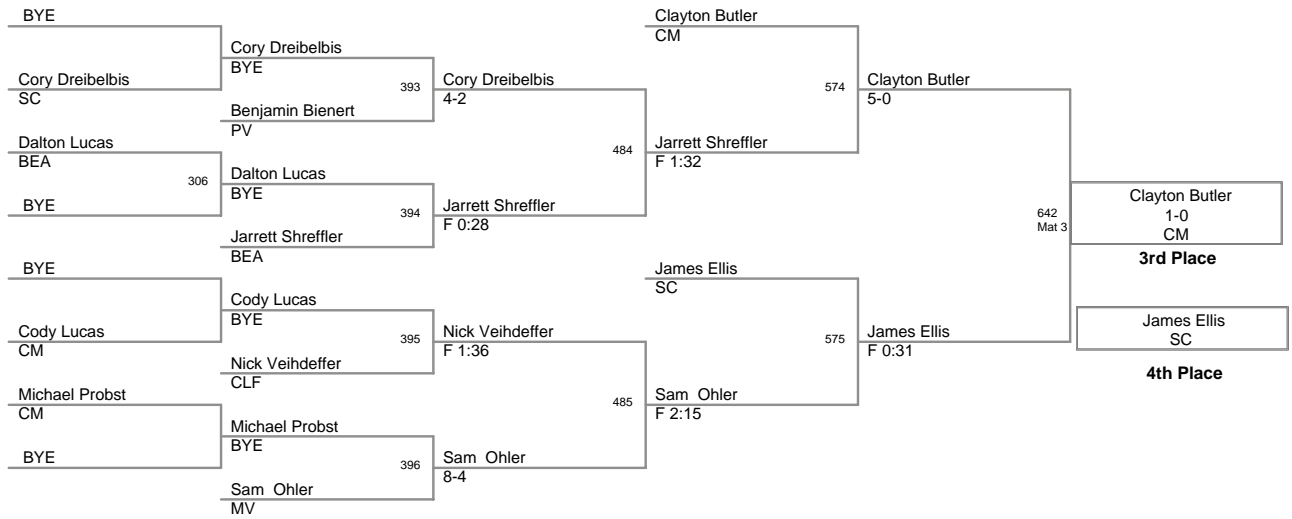 BYE
Cory Dreibelbis
SC
Dalton Lucas
BEA
306
BYE
BYE
Cody Lucas
CM
Michael Probst
CM
BYE
Cory Dreibelbis
BYE
393
Benjamin Bienert
PV
Dalton Lucas
BYE
394
Jarrett Shreffler
BEA
Cody Lucas
BYE
395
Nick Veihdeffer
CLF
Michael Probst
BYE
396
Sam Ohler
MV
Cory Dreibelbis
4-2
484
Jarrett Shreffler
F 0:28
Nick Veihdeffer
F 1:36
485
Sam Ohler
8-4
Clayton Butler
CM
574
Jarrett Shreffler
F 1:32
James Ellis
SC
575
Sam Ohler
F 2:15
Clayton Butler
5-0
642
Mat 3
James Ellis
F 0:31
Clayton Butler
1-0
CM
3rd Place
James Ellis
SC
4th Place